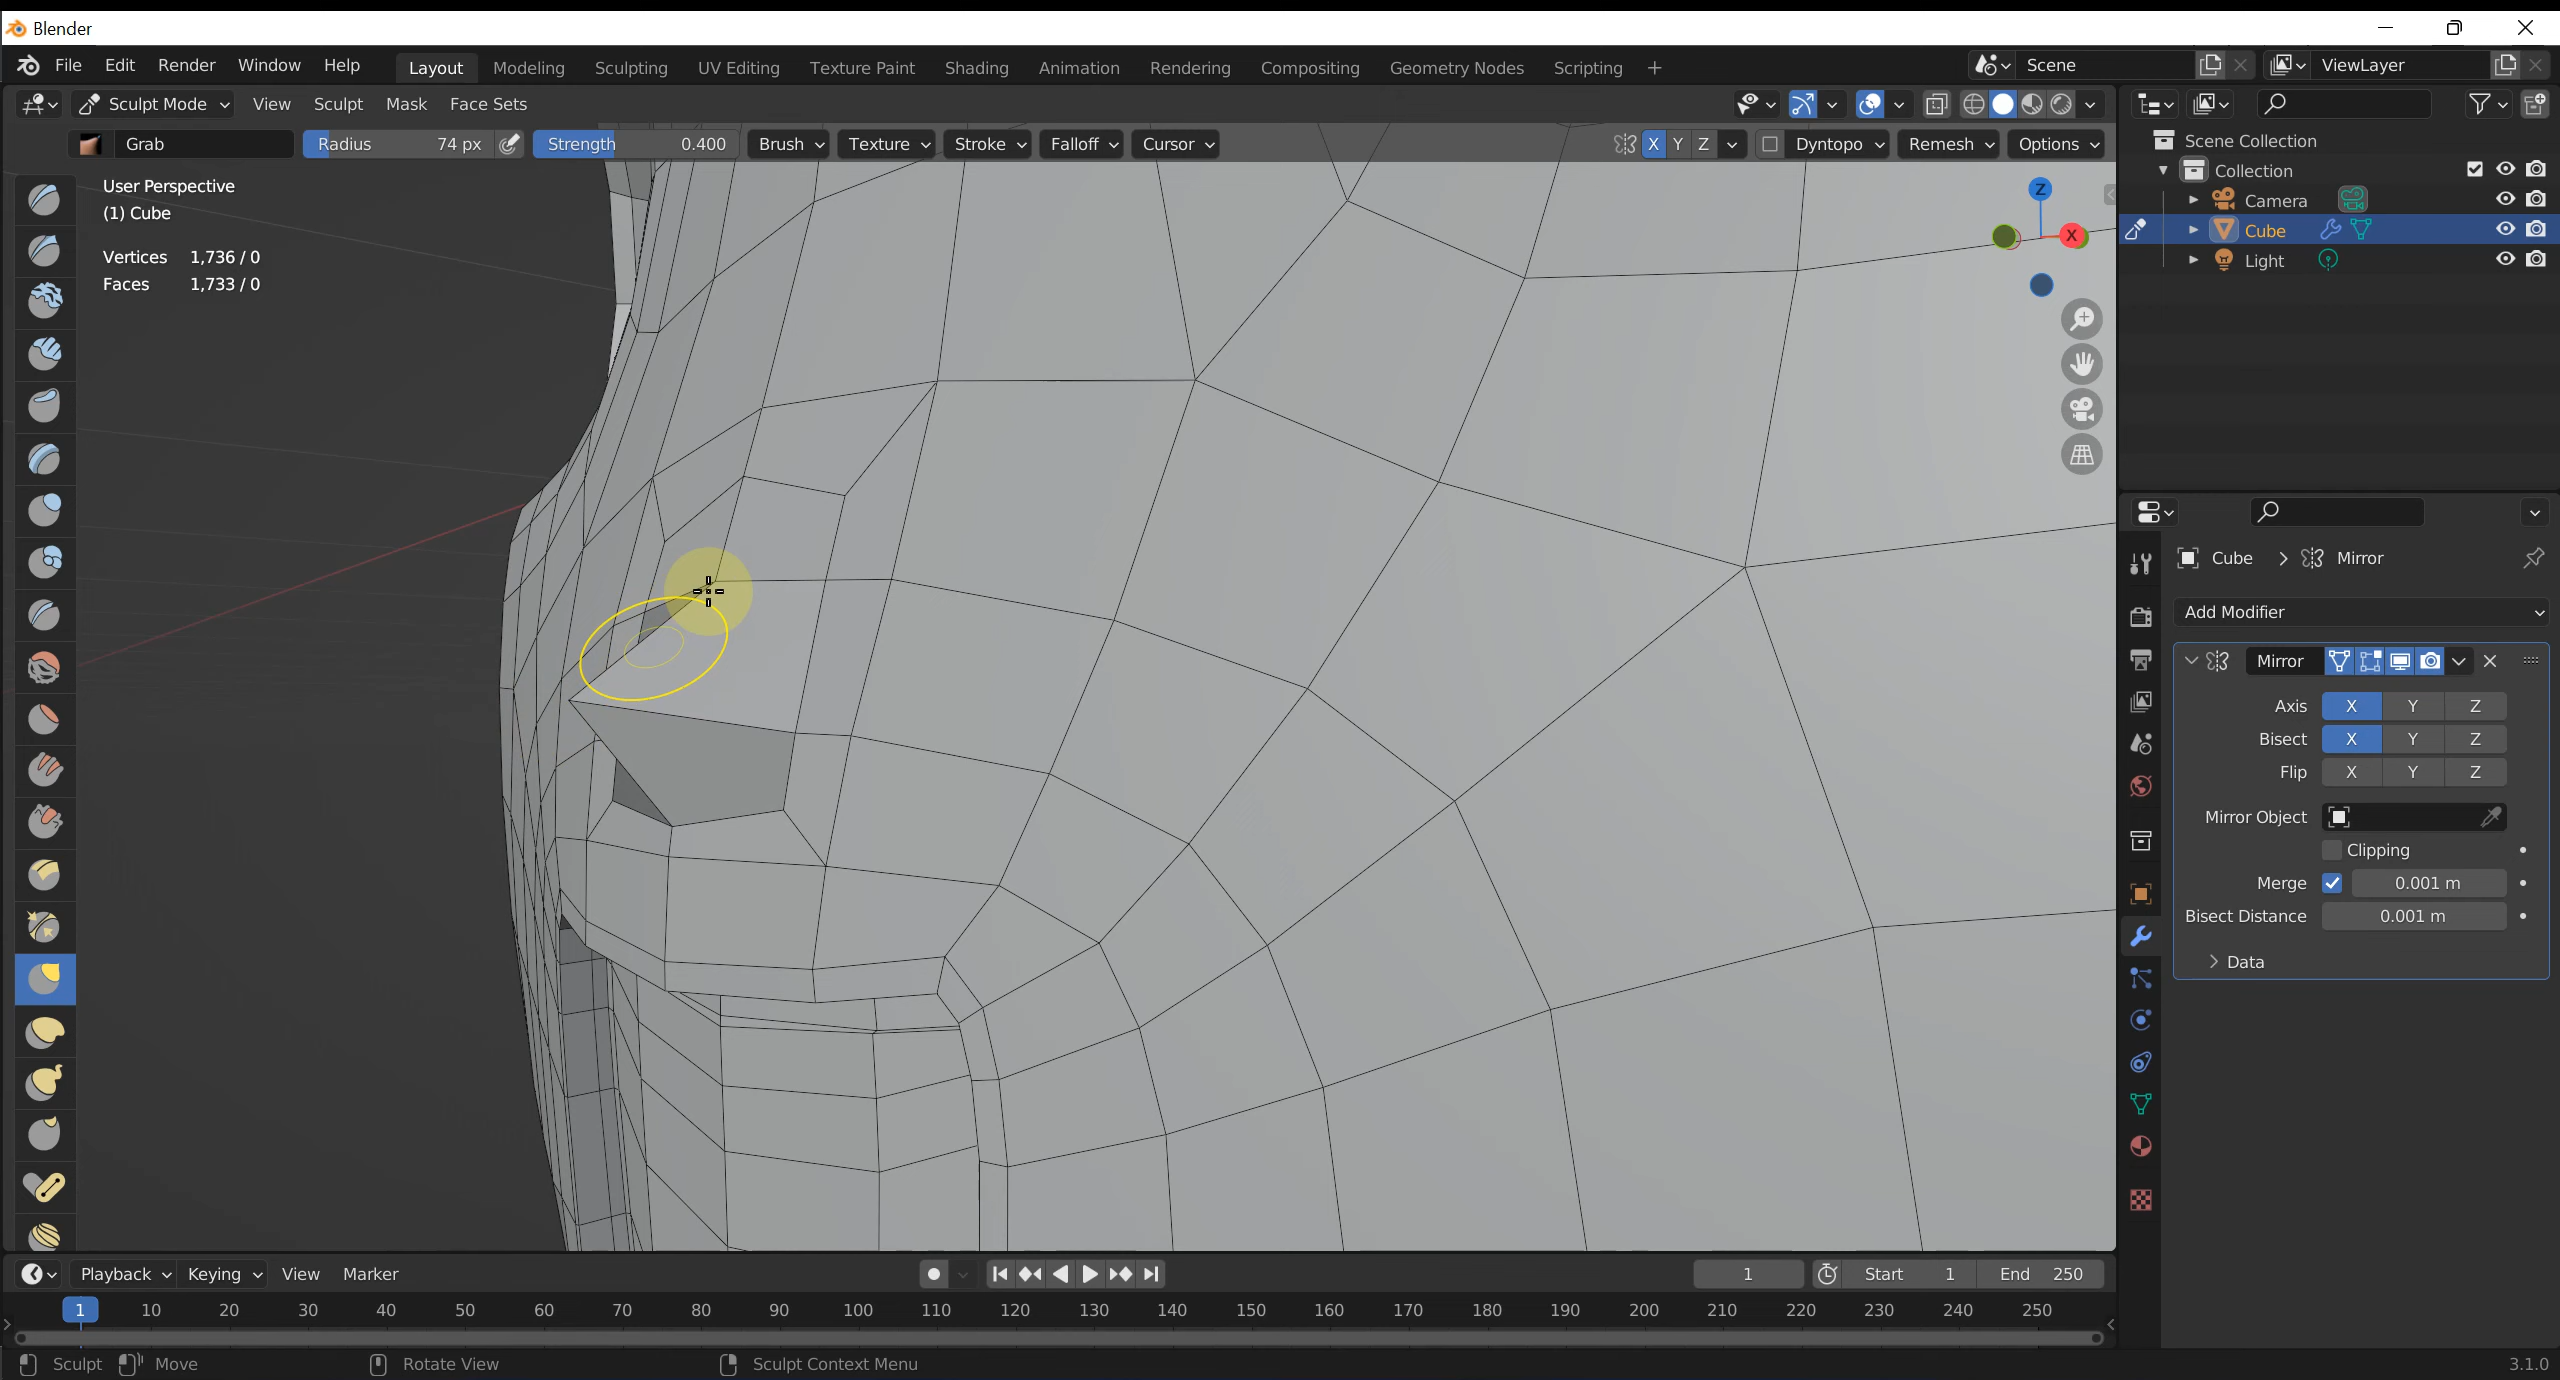 Blender
File Edit Render Window Help Layout Modeling Sculpting UV Editing Texture Paint Shading Animation Rendering Compositing Geometry Nodes Scripting + Scene ViewLayer
Sculpt Mode View Sculpt Mask Face Sets
Grab Radius 74 px Strength 0.400 Brush Texture Stroke Falloff Cursor X Y Z Dyntopo Remesh Options
User Perspective
(1) Cube
Vertices 1,736 / 0
Faces 1,733 / 0
Z
X
Scene Collection
Collection
Camera
Cube
Light
Cube > Mirror
Add Modifier
Mirror
Axis X Y Z
Bisect X Y Z
Flip X Y Z
Mirror Object
Clipping
Merge 0.001 m
Bisect Distance 0.001 m
Data
Playback Keying View Marker 1 Start 1 End 250
1 10 20 30 40 50 60 70 80 90 100 110 120 130 140 150 160 170 180 190 200 210 220 230 240 250
Sculpt Move Rotate View Sculpt Context Menu 3.1.0